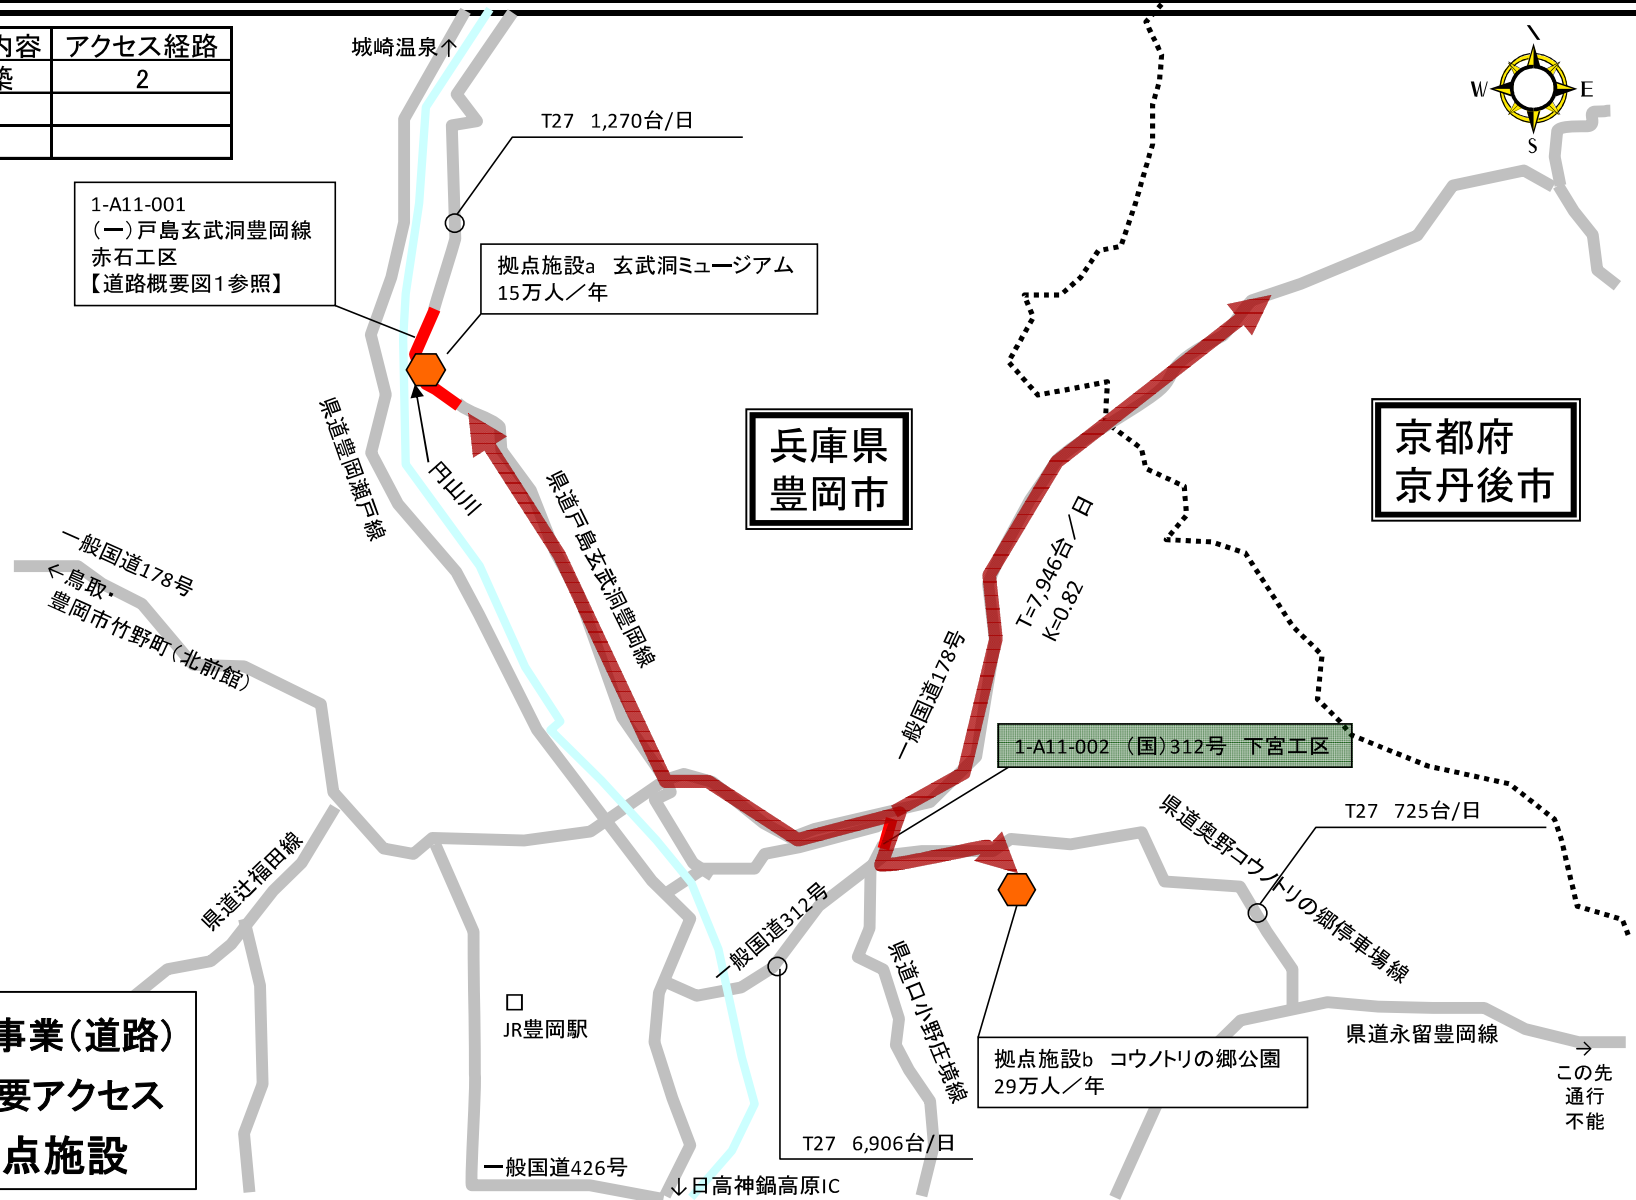 内容 アクセス経路
築 2
城崎温泉↑
T27 1,270台/日
W E
S
1-A11-001
(一)戸島玄武洞豊岡線
赤石工区
【道路概要図1参照】
拠点施設a 玄武洞ミュージアム
15万人/年
県道豊岡瀬戸線
円山川
県道戸島玄武洞豊岡線
兵庫県
豊岡市
京都府
京丹後市
一般国道178号
←鳥取・
豊岡市竹野町(北前館)
T=7,946台/日
K=0.82
一般国道178号
1-A11-002 (国)312号 下宮工区
T27 725台/日
県道奥野コウノトリの郷停車場線
県道辻福田線
一般国道312号
県道口小野庄境線
JR豊岡駅
事業(道路)
要アクセス
点施設
拠点施設b コウノトリの郷公園
29万人/年
県道永留豊岡線
→
この先
通行
不能
T27 6,906台/日
一般国道426号
↓日高神鍋高原IC